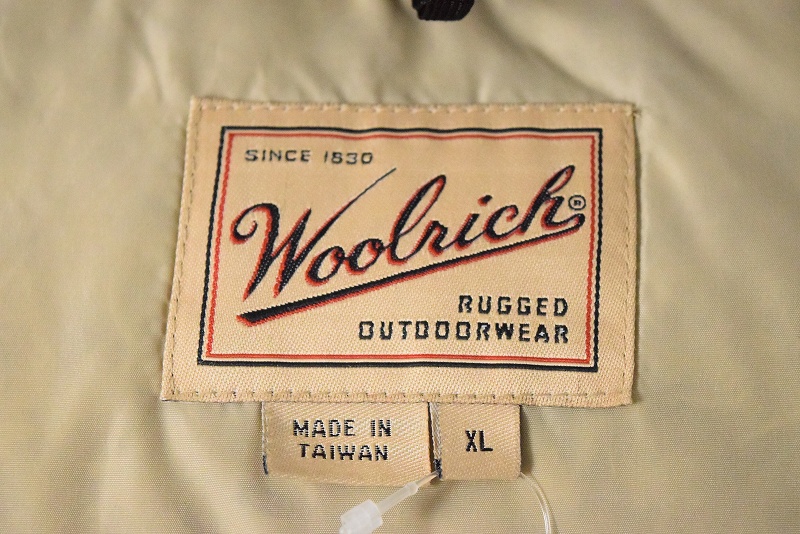 SINCE 1830
Woolrich®
RUGGED
OUTDOORWEAR
MADE IN
TAIWAN
XL